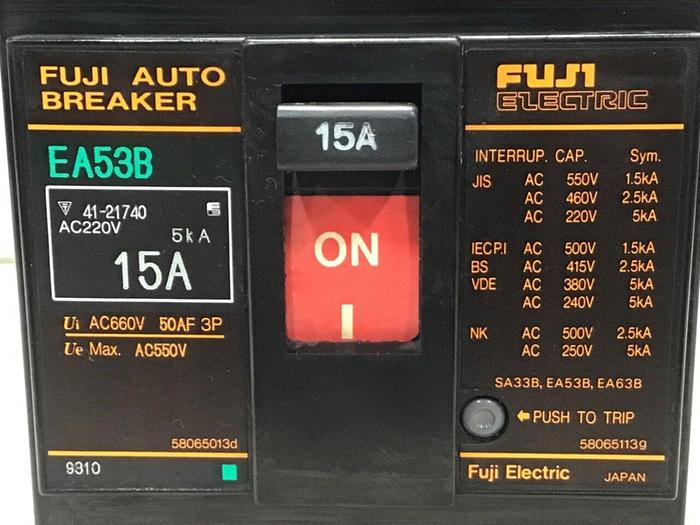 FUJI AUTO
BREAKER
EA53B
41-21740
AC220V
5kA
15A
Ui AC660V 50AF 3P
Ue Max. AC550V
58065013d
9310
15A
ON
I
FUJI
ELECTRIC
INTERRUP. CAP. Sym.
JIS AC 550V 1.5kA
AC 460V 2.5kA
AC 220V 5kA
IECP.I AC 500V 1.5kA
BS AC 415V 2.5kA
VDE AC 380V 5kA
AC 240V 5kA
NK AC 500V 2.5kA
AC 250V 5kA
SA33B, EA53B, EA63B
PUSH TO TRIP
58065113g
Fuji Electric JAPAN